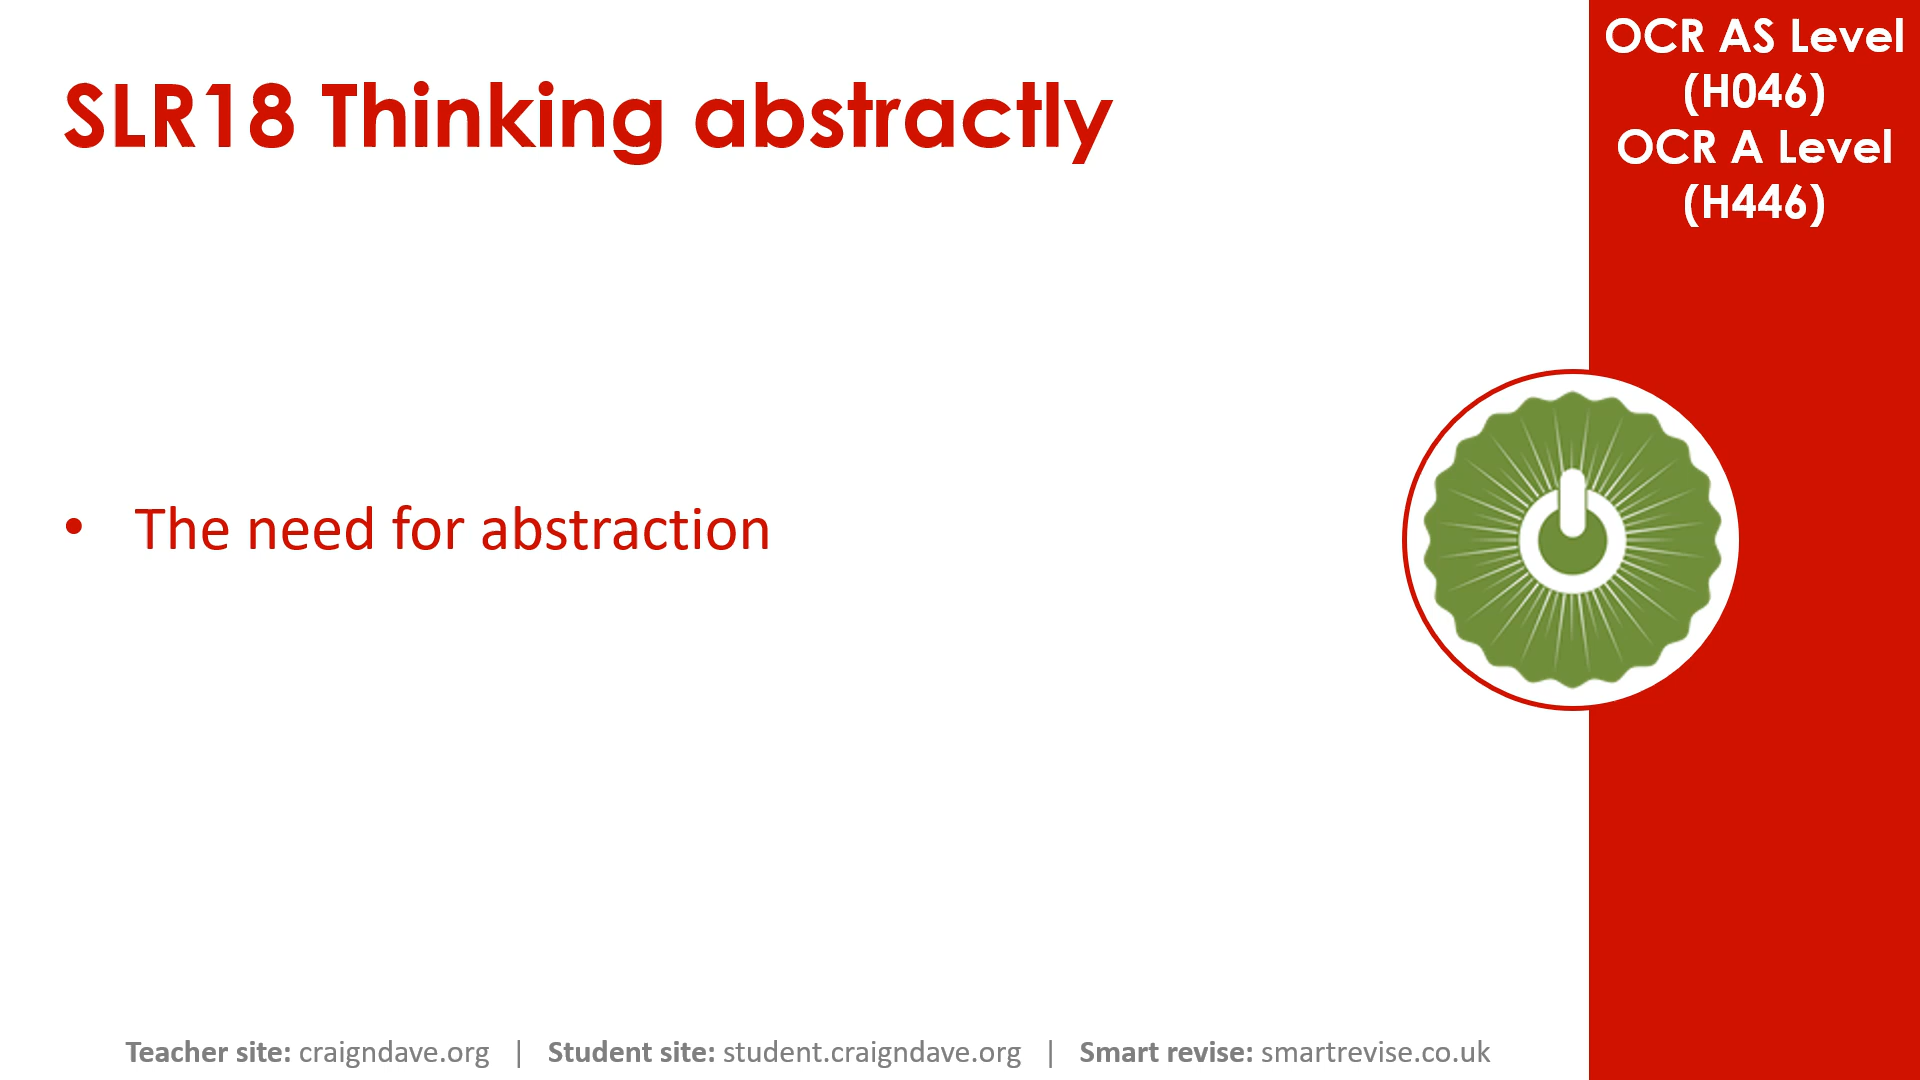 SLR18 Thinking abstractly
OCR AS Level
(H046)
OCR A Level
(H446)
• The need for abstraction
Teacher site: craigndave.org | Student site: student.craigndave.org | Smart revise: smartrevise.co.uk